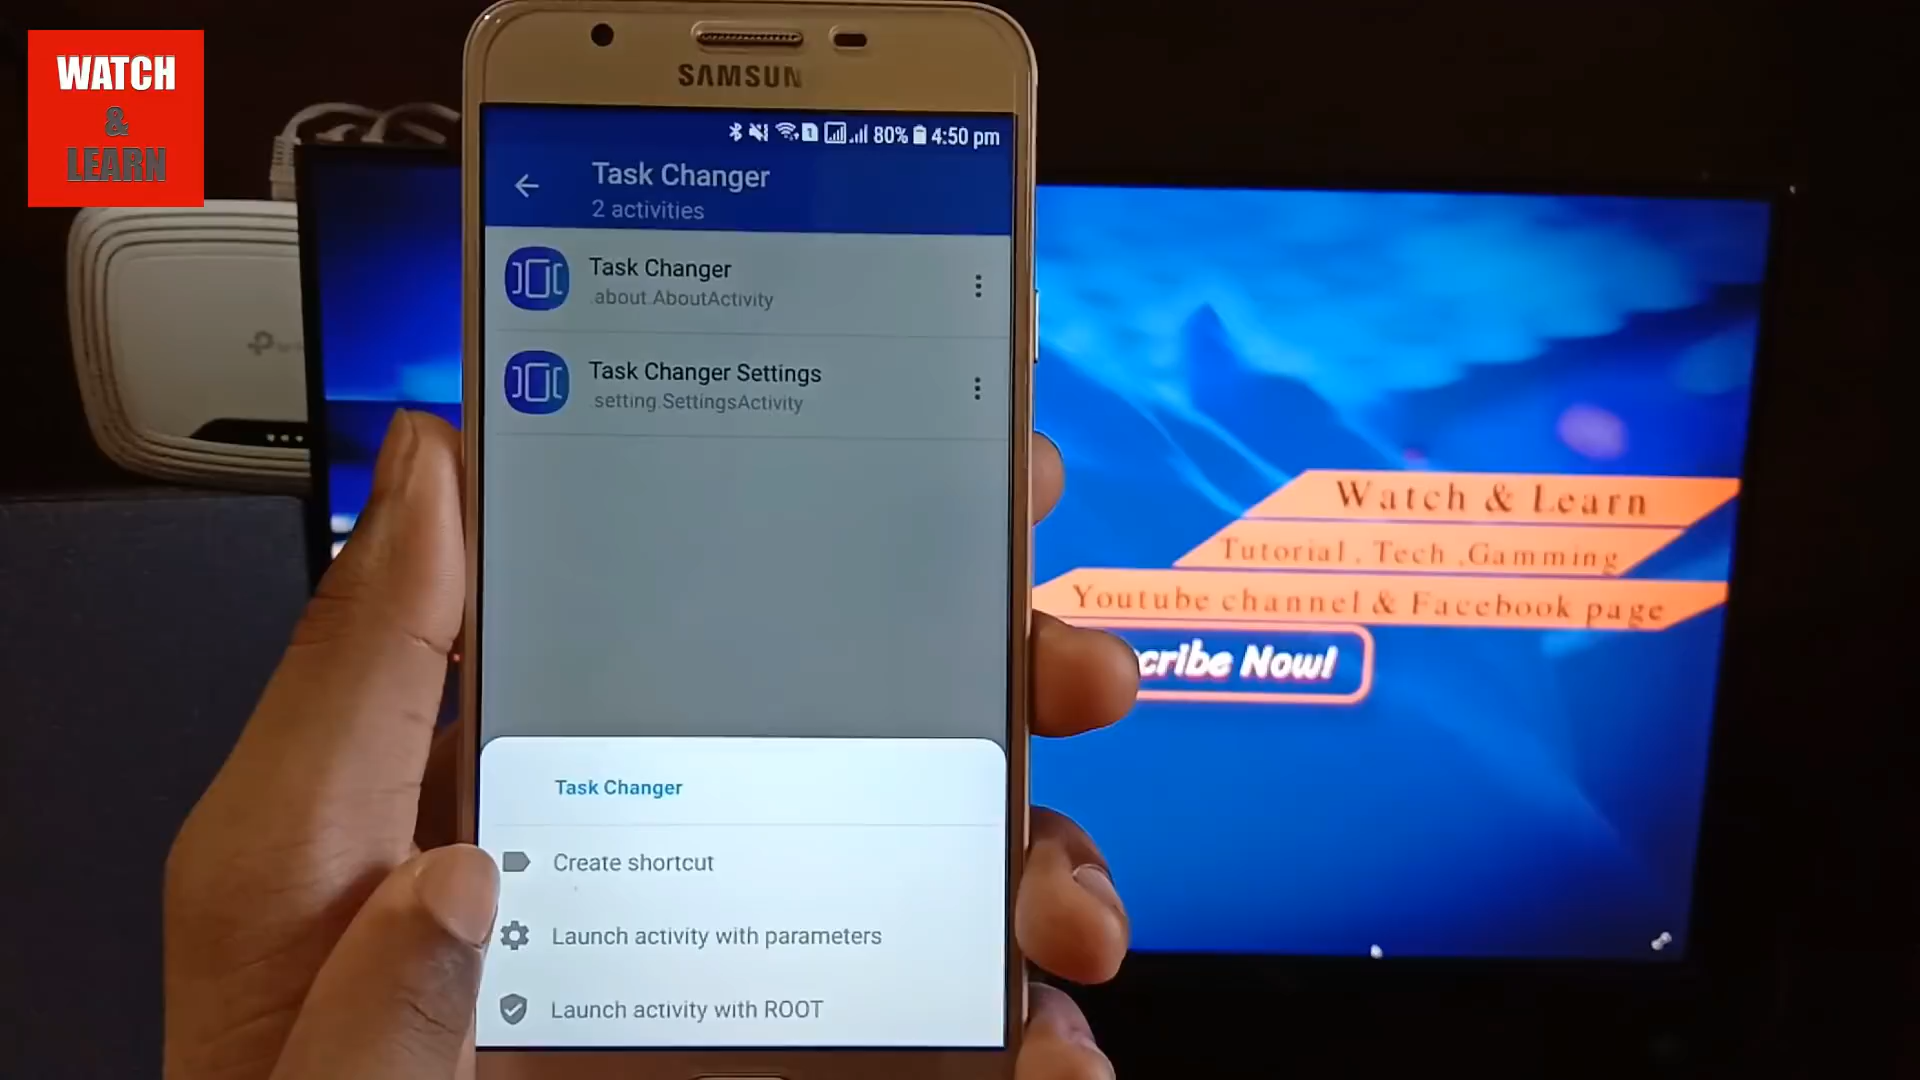 WATCH
&
LEARN
SAMSUN
1
80% 4:50 pm
Task Changer
2 activities
Task Changer
.about.AboutActivity
Task Changer Settings
.setting.SettingsActivity
Task Changer
Create shortcut
Launch activity with parameters
Launch activity with ROOT
Watch & Learn
Tutorial , Tech ,Gamming
Youtube channel & Facebook page
cribe Now!